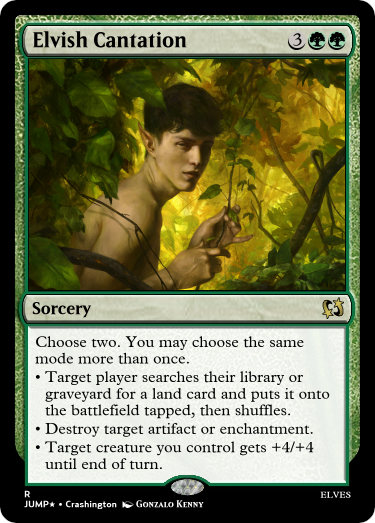 Elvish Cantation 3
Sorcery
Choose two. You may choose the same
mode more than once.
• Target player searches their library or
graveyard for a land card and puts it onto
the battlefield tapped, then shuffles.
• Destroy target artifact or enchantment.
• Target creature you control gets +4/+4
until end of turn.
R
JUMP★ • Crashington Gonzalo Kenny
ELVES